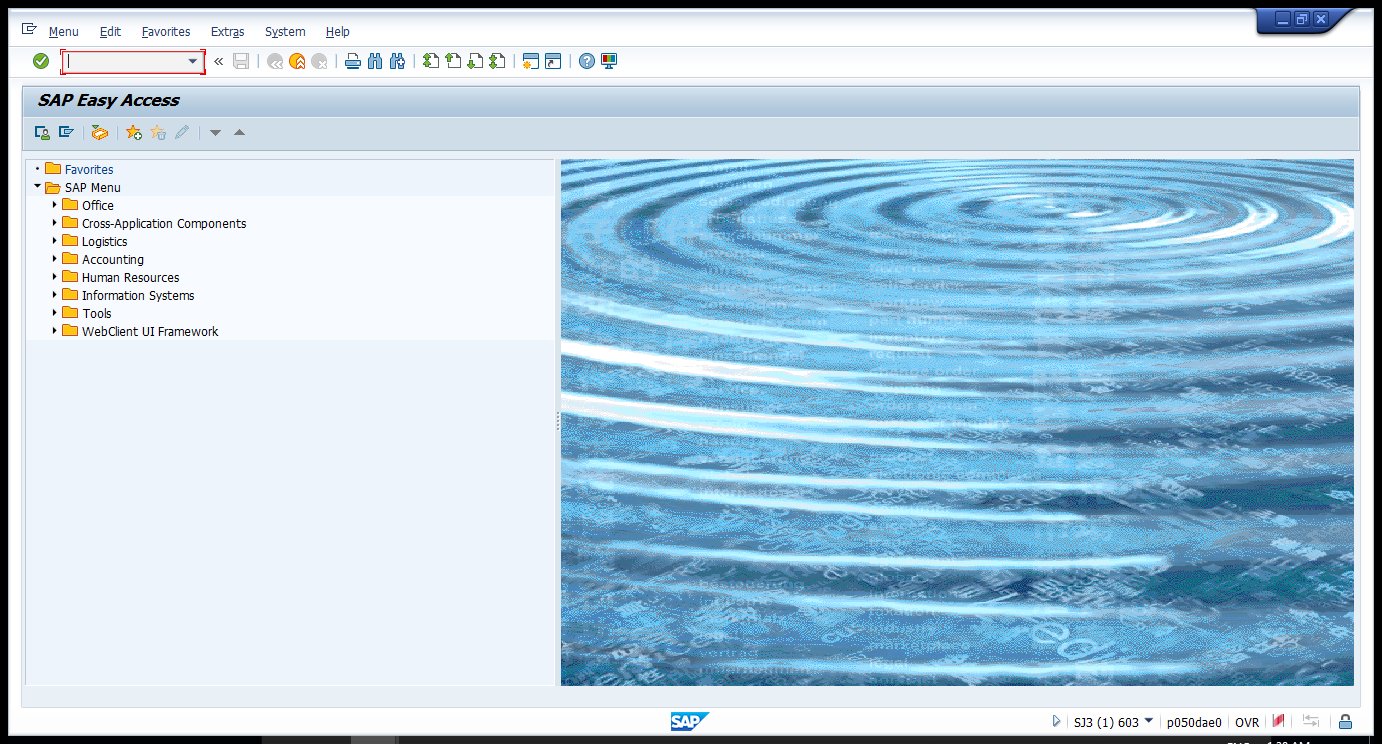 Menu Edit Favorites Extras System Help
SAP Easy Access
Favorites
SAP Menu
Office
Cross-Application Components
Logistics
Accounting
Human Resources
Information Systems
Tools
WebClient UI Framework
SAP
SJ3 (1) 603 p050dae0 OVR